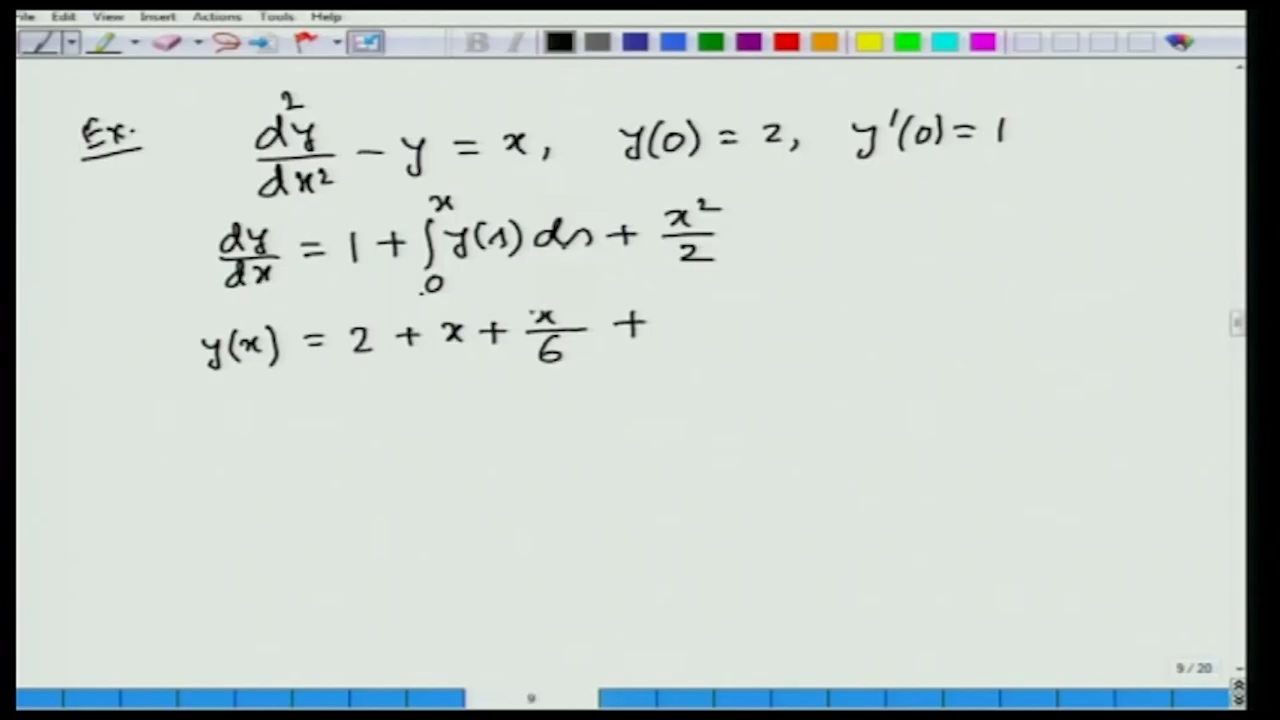 File Edit View Insert Actions Tools Help
B I
Ex. d²y/dx² - y = x, y(0) = 2, y'(0) = 1
dy/dx = 1 + ∫₀ˣ y(s) ds + x²/2
y(x) = 2 + x + x/6 +
9 / 20
9